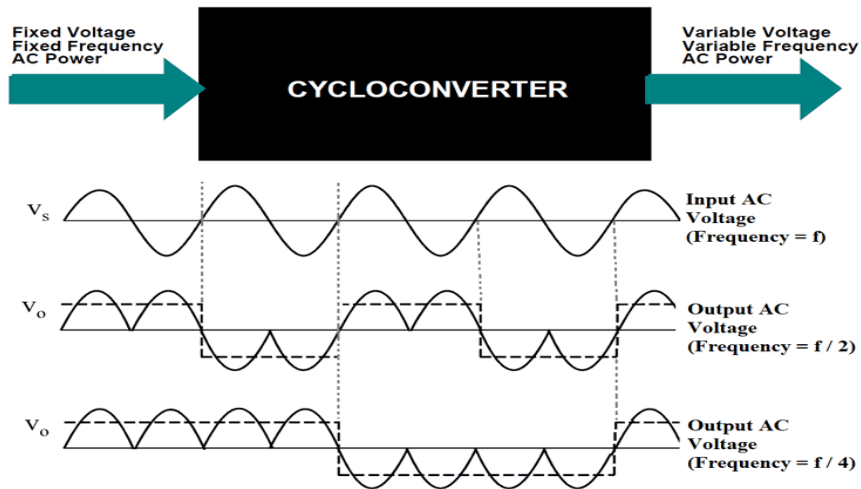 Fixed Voltage
Fixed Frequency
AC Power
CYCLOCONVERTER
Variable Voltage
Variable Frequency
AC Power
Vs
Input AC
Voltage
(Frequency = f)
Vo
Output AC
Voltage
(Frequency = f / 2)
Vo
Output AC
Voltage
(Frequency = f / 4)